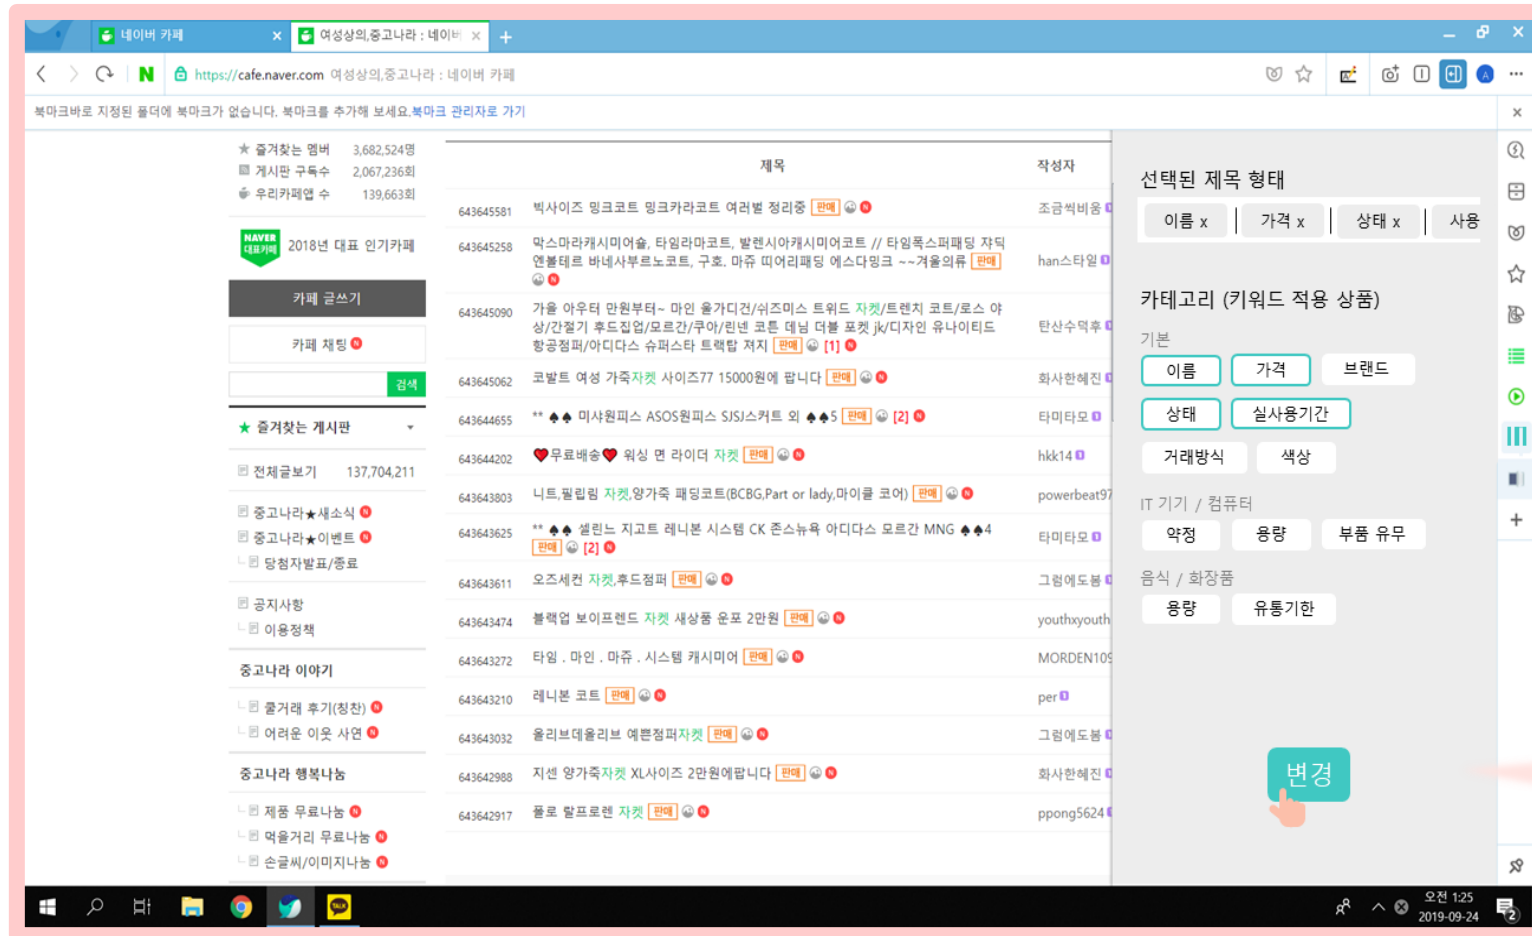 네이버 카페
여성상의,중고나라 : 네이버
https://cafe.naver.com 여성상의,중고나라 : 네이버 카페
북마크바로 지정된 폴더에 북마크가 없습니다. 북마크를 추가해 보세요.북마크 관리자로 가기
즐겨찾는 멤버 3,682,524명
게시판 구독수 2,067,236회
우리카페앱 수 139,663회
NAVER
대표카페
2018년 대표 인기카페
카페 글쓰기
카페 채팅 N
검색
★ 즐겨찾는 게시판
전체글보기 137,704,211
중고나라★새소식 N
중고나라★이벤트 N
당첨자발표/종료
공지사항
이용정책
중고나라 이야기
쿨거래 후기(칭찬) N
어려운 이웃 사연 N
중고나라 행복나눔
제품 무료나눔 N
먹을거리 무료나눔 N
손글씨/이미지나눔 N
제목 작성자
643645581 빅사이즈 밍크코트 밍크카라코트 여러벌 정리중 판매 N 조금씩비움
643645258 막스마라캐시미어숄, 타임라마코트, 발렌시아캐시미어코트 // 타임폭스퍼패딩 쟈딕
엔볼테르 바네사부르노코트, 구호. 마쥬 띠어리패딩 에스다밍크 ~~겨울의류 판매 han스타일
N
643645090 가을 아우터 만원부터~ 마인 울가디건/쉬즈미스 트위드 자켓/트렌치 코트/로스 야
상/간절기 후드집업/모르간/쿠아/린넨 코튼 데님 더블 포켓 jk/디자인 유나이티드 탄산수덕후
항공점퍼/아디다스 슈퍼스타 트랙탑 져지 판매 [1] N
643645062 코발트 여성 가죽자켓 사이즈77 15000원에 팝니다 판매 N 화사한혜진
643644655 ** ♠♠ 미샤원피스 ASOS원피스 SJSJ스커트 외 ♠♠5 판매 [2] N 타미타모
643644202 ♥무료배송♥ 워싱 면 라이더 자켓 판매 N hkk14
643643803 니트,필립림 자켓,양가죽 패딩코트(BCBG,Part or lady,마이클 코어) 판매 N powerbeat97
643643625 ** ♠♠ 셀린느 지고트 레니본 시스템 CK 존스뉴욕 아디다스 모르간 MNG ♠♠4 타미타모
판매 [2] N
643643611 오즈세컨 자켓,후드점퍼 판매 N 그럼에도봄
643643474 블랙업 보이프렌드 자켓 새상품 운포 2만원 판매 N youthxyouth
643643272 타임 . 마인 . 마쥬 . 시스템 캐시미어 판매 N MORDEN109
643643210 레니본 코트 판매 N per
643643032 올리브데올리브 예쁜점퍼자켓 판매 N 그럼에도봄
643642988 지센 양가죽자켓 XL사이즈 2만원에팝니다 판매 N 화사한혜진
643642917 폴로 랄프로렌 자켓 판매 N ppong5624
선택된 제목 형태
이름 x 가격 x 상태 x 사용
카테고리 (키워드 적용 상품)
기본
이름 가격 브랜드
상태 실사용기간
거래방식 색상
IT 기기 / 컴퓨터
약정 용량 부품 유무
음식 / 화장품
용량 유통기한
변경
TALK
오전 1:25
2019-09-24
2